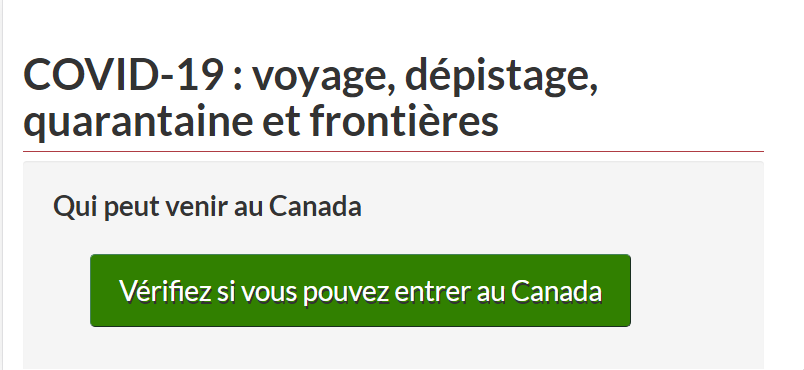 COVID-19 : voyage, dépistage,
quarantaine et frontières
Qui peut venir au Canada
Vérifiez si vous pouvez entrer au Canada